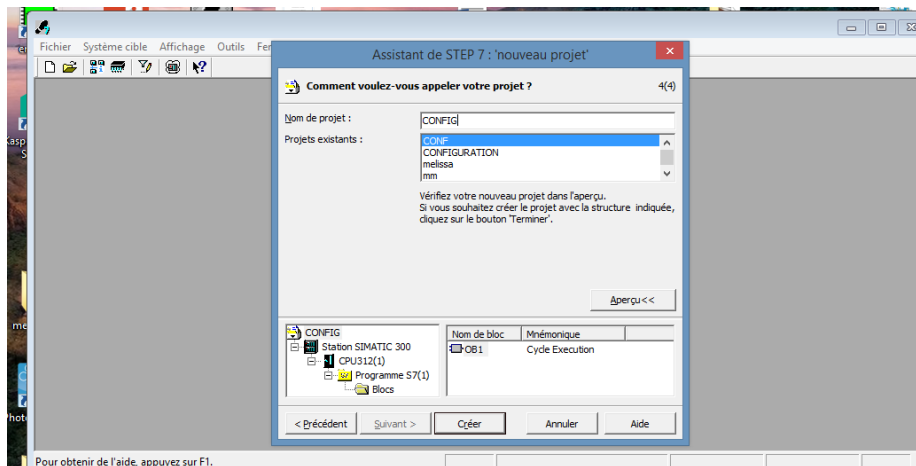 Fichier Système cible Affichage Outils
Assistant de STEP 7 : 'nouveau projet'
Comment voulez-vous appeler votre projet ? 4(4)
Nom de projet : CONFIG
Projets existants : CONF
CONFIGURATION
melissa
mm
Vérifiez votre nouveau projet dans l'aperçu.
Si vous souhaitez créer le projet avec la structure indiquée,
cliquez sur le bouton 'Terminer'.
Aperçu<<
CONFIG
Station SIMATIC 300
CPU312(1)
Programme S7(1)
Blocs
Nom de bloc Mnémonique
OB1 Cycle Execution
< Précédent Suivant > Créer Annuler Aide
Pour obtenir de l'aide, appuyez sur F1.